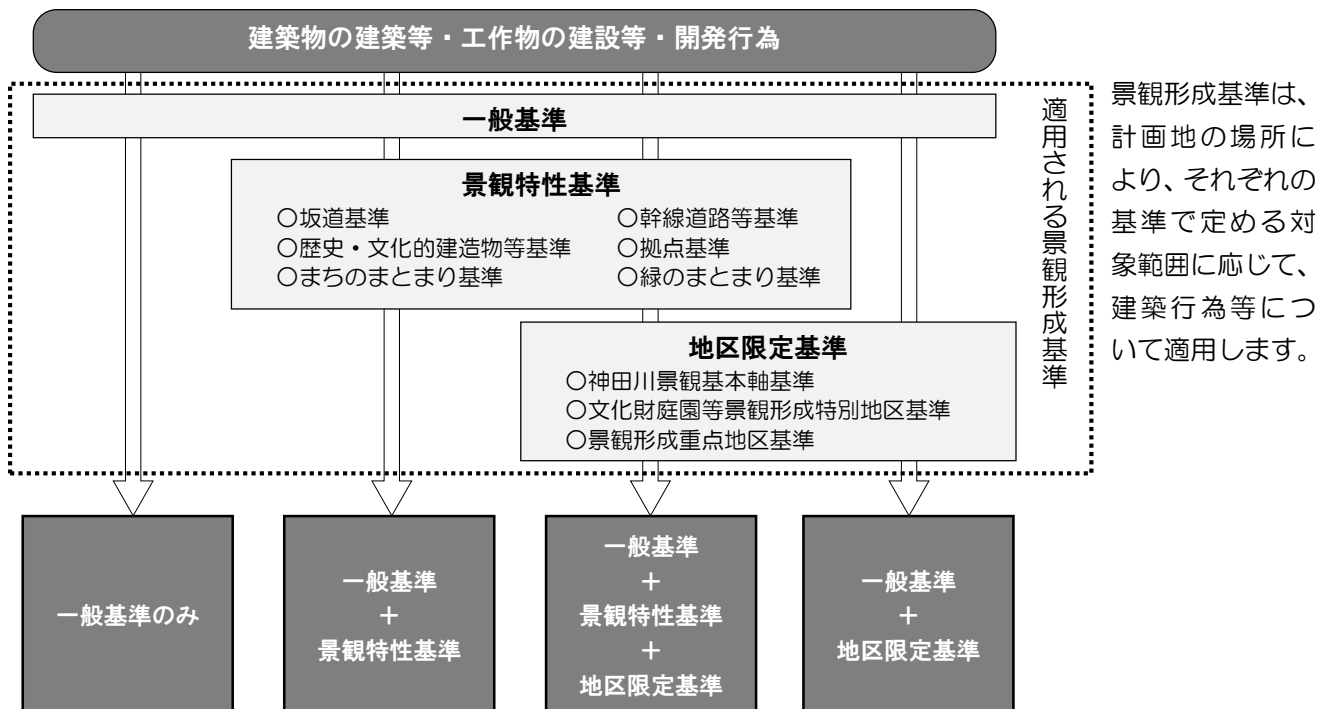 建築物の建築等・工作物の建設等・開発行為
一般基準
景観特性基準
○坂道基準
○歴史・文化的建造物等基準
○まちのまとまり基準
○幹線道路等基準
○拠点基準
○緑のまとまり基準
地区限定基準
○神田川景観基本軸基準
○文化財庭園等景観形成特別地区基準
○景観形成重点地区基準
適用される景観形成基準
景観形成基準は、
計画地の場所に
より、それぞれの
基準で定める対
象範囲に応じて、
建築行為等につ
いて適用します。
一般基準のみ
一般基準
+
景観特性基準
一般基準
+
景観特性基準
+
地区限定基準
一般基準
+
地区限定基準